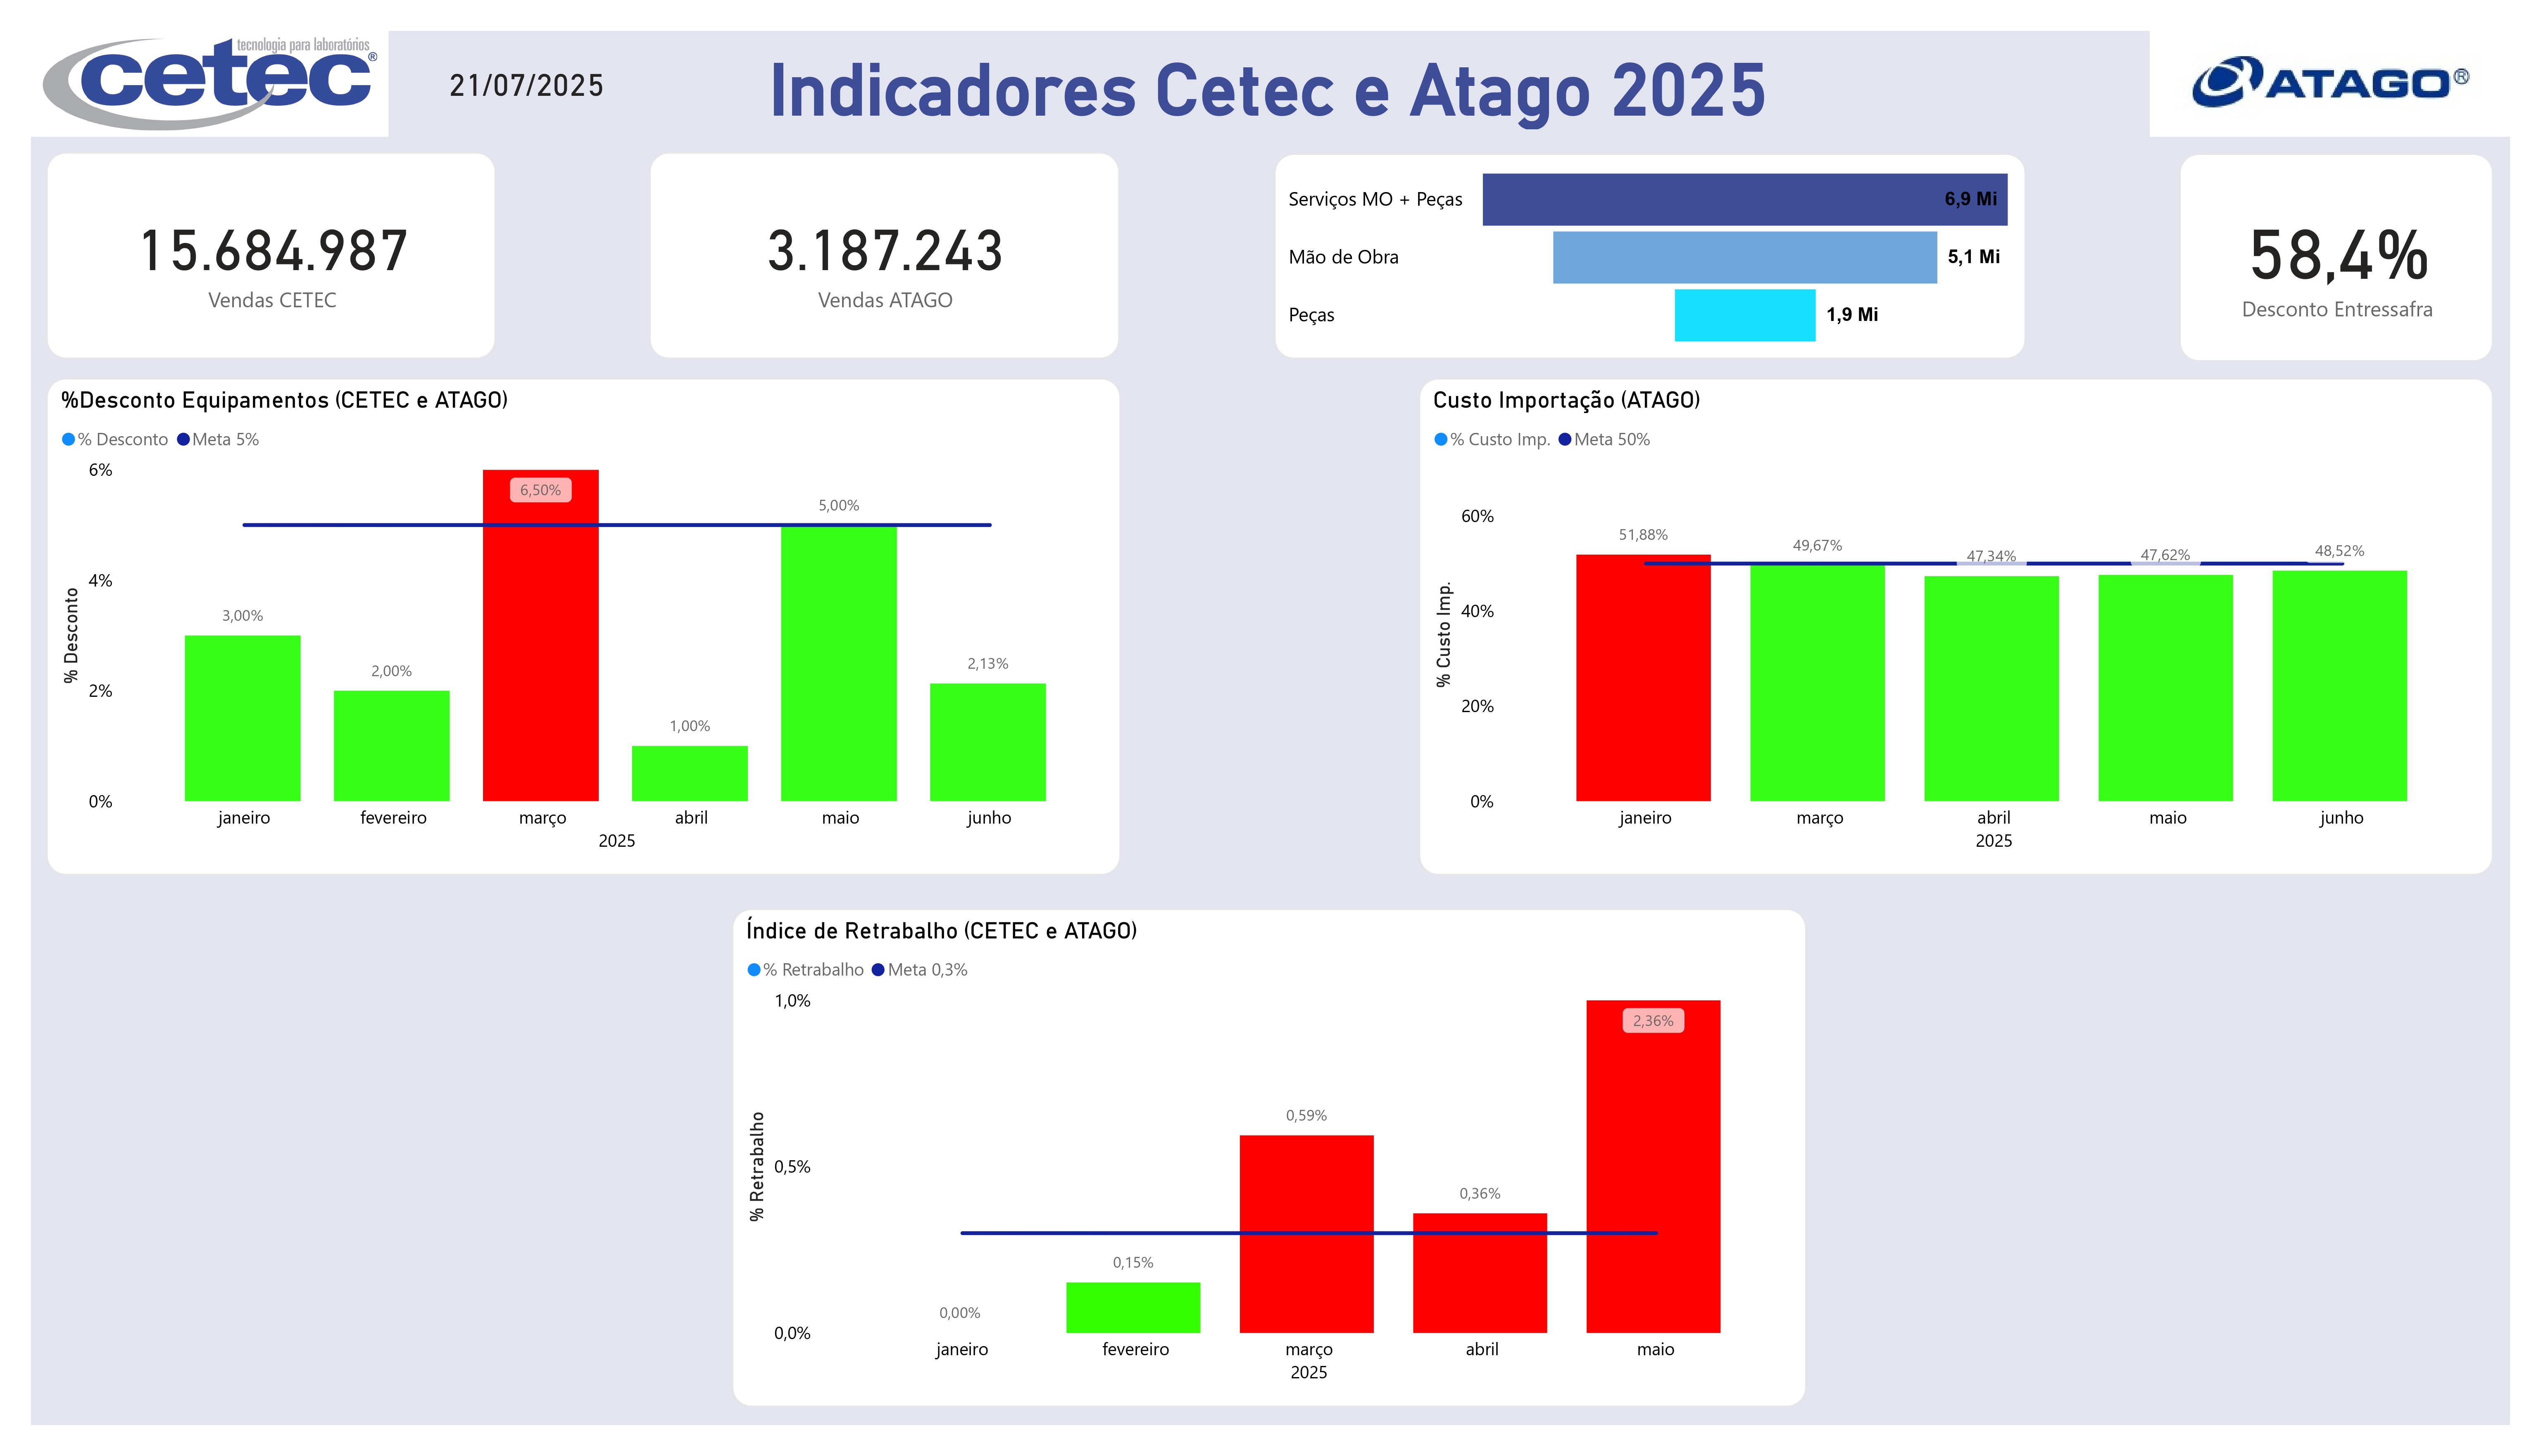 tecnologia para laboratórios
cetec®
21/07/2025
Indicadores Cetec e Atago 2025
ATAGO®
15.684.987
Vendas CETEC
3.187.243
Vendas ATAGO
Serviços MO + Peças
6,9 Mi
Mão de Obra
5,1 Mi
Peças
1,9 Mi
58,4%
Desconto Entressafra
%Desconto Equipamentos (CETEC e ATAGO)
% Desconto Meta 5%
% Desconto
6%
4%
2%
0%
3,00%
2,00%
6,50%
1,00%
5,00%
2,13%
janeiro fevereiro março abril maio junho
2025
Custo Importação (ATAGO)
% Custo Imp. Meta 50%
% Custo Imp.
60%
40%
20%
0%
51,88%
49,67%
47,34%
47,62%
48,52%
janeiro março abril maio junho
2025
Índice de Retrabalho (CETEC e ATAGO)
% Retrabalho Meta 0,3%
% Retrabalho
1,0%
0,5%
0,0%
0,00%
0,15%
0,59%
0,36%
2,36%
janeiro fevereiro março abril maio
2025